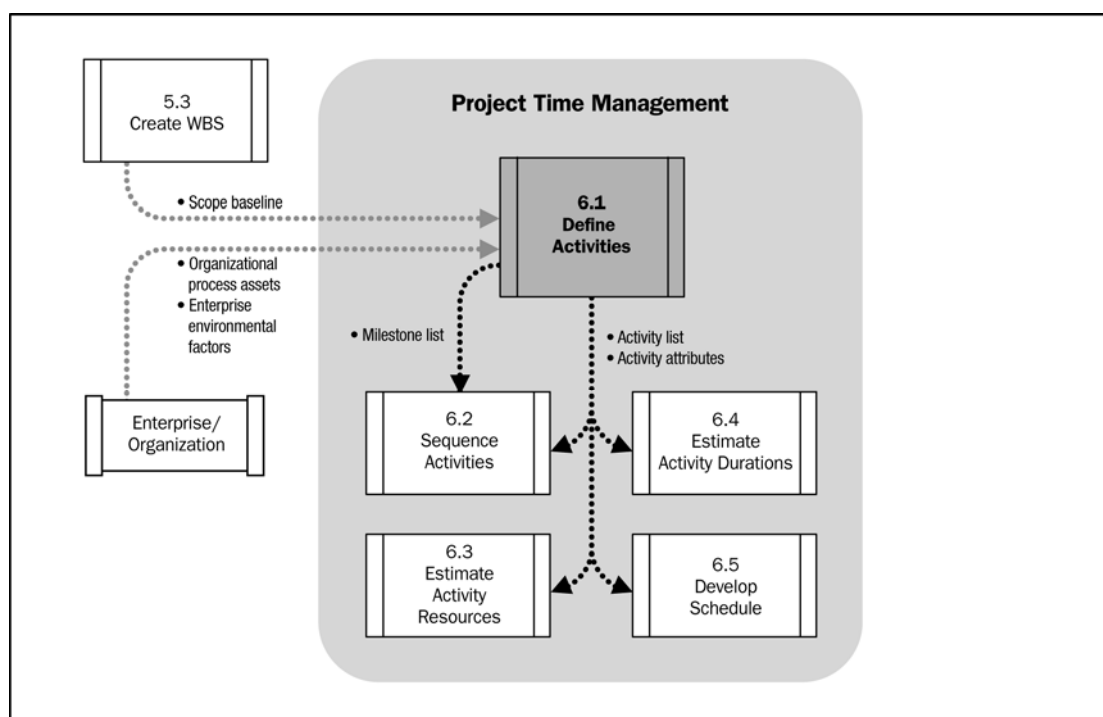 Project Time Management
5.3
Create WBS
• Scope baseline
6.1
Define
Activities
• Organizational
process assets
• Enterprise
environmental
factors
Enterprise/
Organization
• Milestone list
• Activity list
• Activity attributes
6.2
Sequence
Activities
6.4
Estimate
Activity Durations
6.3
Estimate
Activity
Resources
6.5
Develop
Schedule